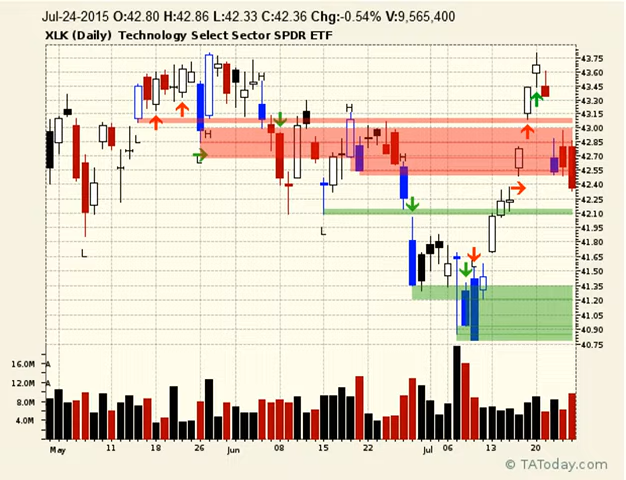 Jul-24-2015 O:42.80 H:42.86 L:42.33 C:42.36 Chg:-0.54% V:9,565,400
XLK (Daily) Technology Select Sector SPDR ETF
43.75
43.60
43.45
43.30
43.15
43.00
42.85
42.70
42.55
42.40
42.25
42.10
41.95
41.80
41.65
41.50
41.35
41.20
41.05
40.90
40.75
H
H
H
H
L
L
L
L
16.0M
12.0M
8.0M
4.0M
May 11 18 26 Jun 08 15 22 Jul 06 13 20
© TAToday.com